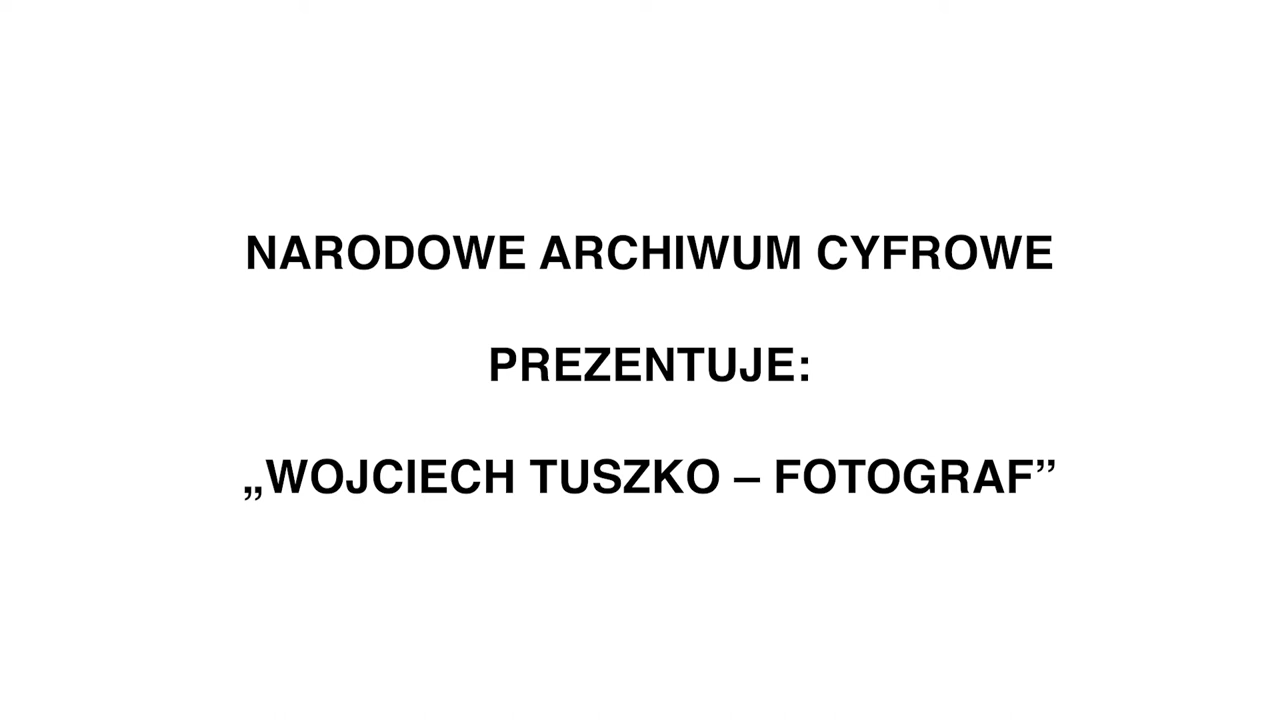 NARODOWE ARCHIWUM CYFROWE
PREZENTUJE:
„WOJCIECH TUSZKO – FOTOGRAF”